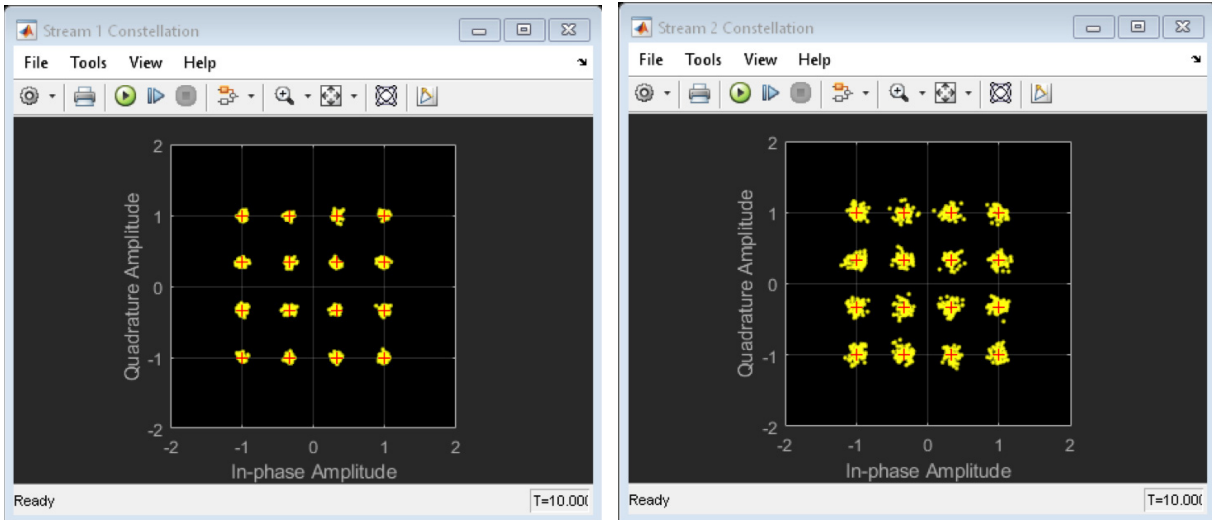 Stream 1 Constellation
File Tools View Help
2
1
0
-1
-2
Quadrature Amplitude
-2 -1 0 1 2
In-phase Amplitude
Ready T=10.00(
Stream 2 Constellation
File Tools View Help
2
1
0
-1
-2
Quadrature Amplitude
-2 -1 0 1 2
In-phase Amplitude
Ready T=10.00(